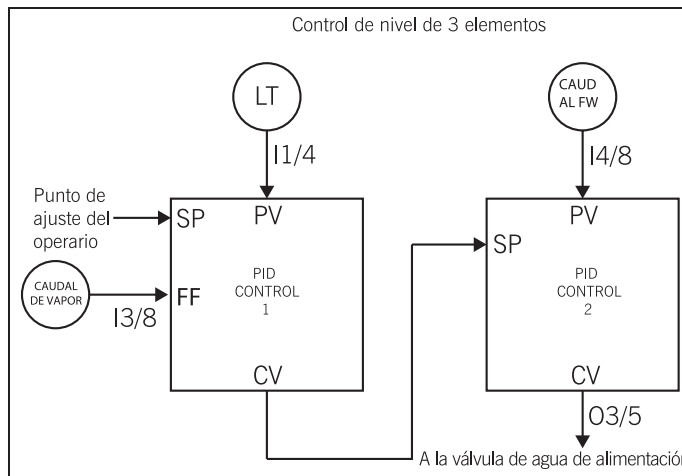 Control de nivel de 3 elementos
LT
CAUD
AL FW
I1/4
I4/8
Punto de
ajuste del
operario
SP
PV
PV
SP
CAUDAL
DE VAPOR
I3/8
FF
PID
CONTROL
1
PID
CONTROL
2
CV
CV
O3/5
A la válvula de agua de alimentación